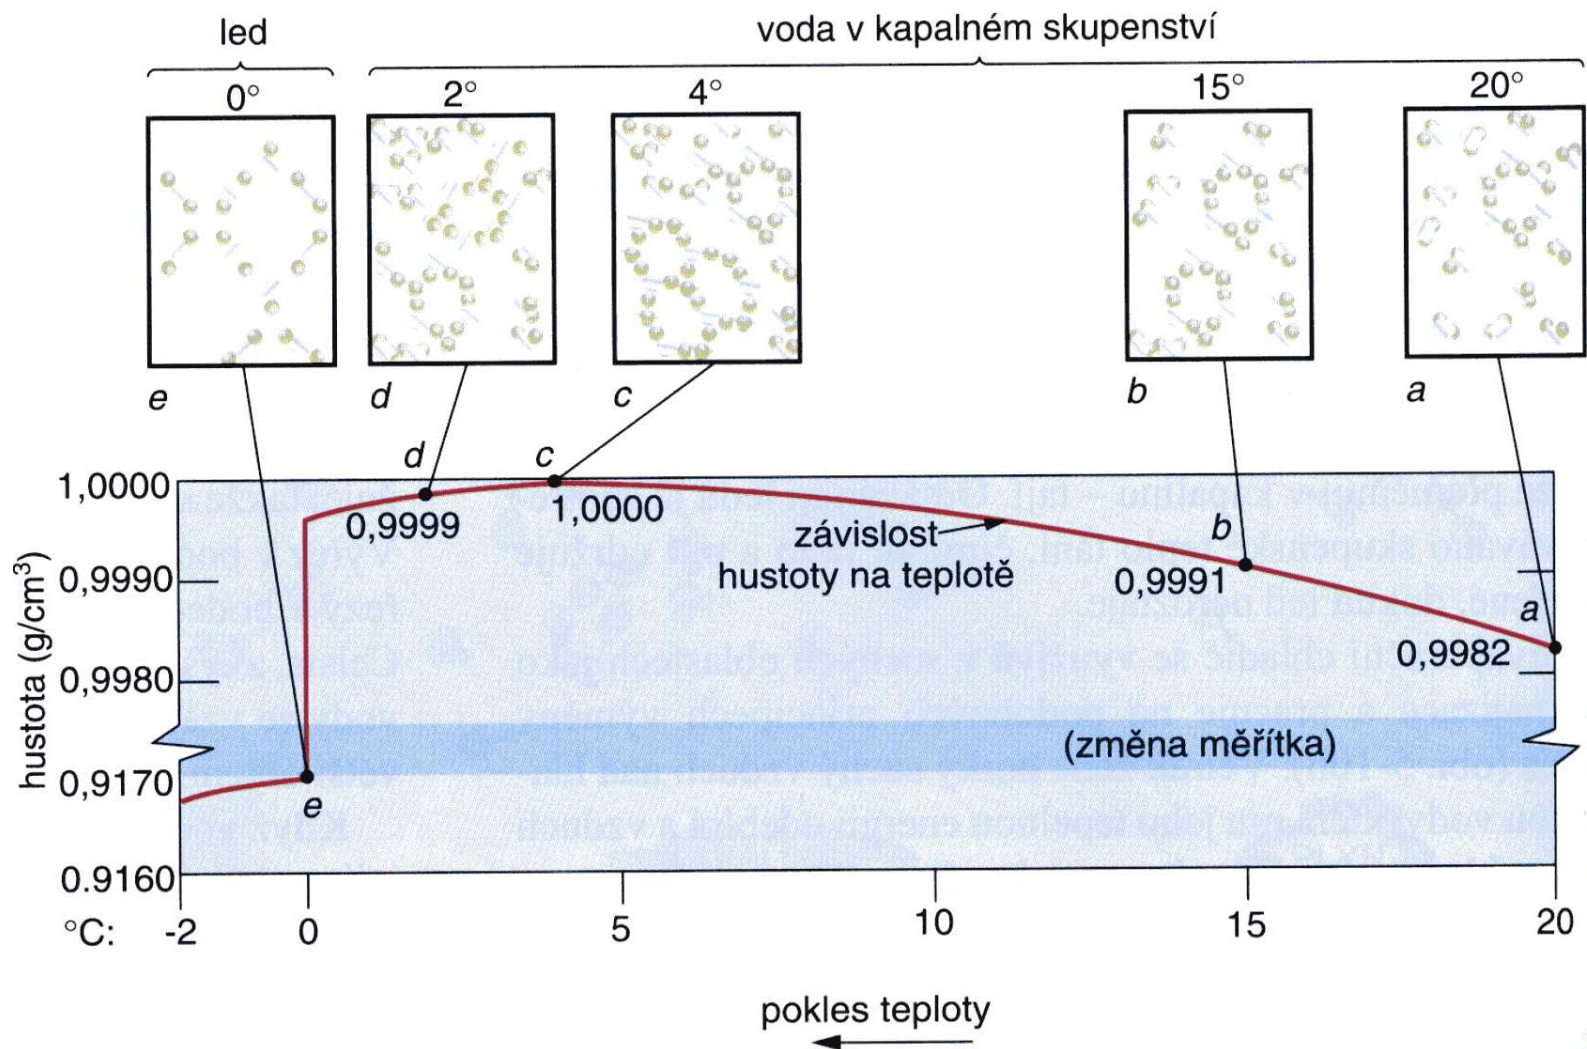 led
voda v kapalném skupenství
0°
2°
4°
15°
20°
e
d
c
b
a
d
c
b
a
e
1,0000
0,9990
0,9980
0,9170
0.9160
hustota (g/cm³)
0,9999
1,0000
závislost
hustoty na teplotě
0,9991
0,9982
(změna měřítka)
°C:
-2
0
5
10
15
20
pokles teploty